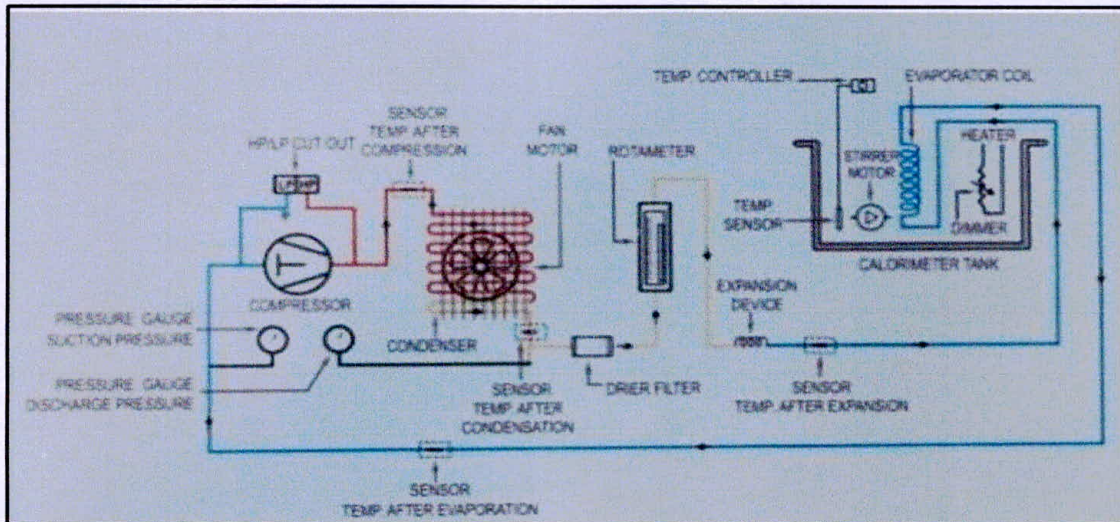 TEMP. CONTROLLER
EVAPORATOR COIL
SENSOR
TEMP AFTER
COMPRESSION
FAN
MOTOR
HP/LP CUT OUT
ROTAMETER
HEATER
STIRRER
MOTOR
LP HP
TEMP
SENSOR
DIMMER
CALORIMETER TANK
EXPANSION
DEVICE
COMPRESSOR
PRESSURE GAUGE
SUCTION PRESSURE
CONDENSER
PRESSURE GAUGE
DISCHARGE PRESSURE
SENSOR
TEMP AFTER
CONDENSATION
DRIER FILTER
SENSOR
TEMP AFTER EXPANSION
SENSOR
TEMP AFTER EVAPORATION